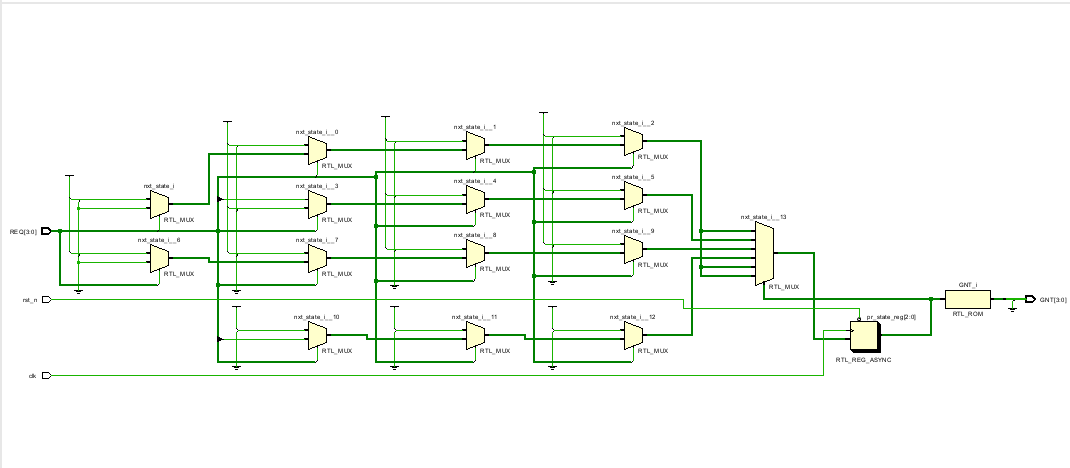 nxt_state_i__2
nxt_state_i__1
nxt_state_i__0
RTL_MUX
RTL_MUX
RTL_MUX
nxt_state_i__5
nxt_state_i__4
nxt_state_i__3
nxt_state_i
RTL_MUX
RTL_MUX
RTL_MUX
RTL_MUX
nxt_state_i__13
REQ[3:0]
nxt_state_i__9
nxt_state_i__8
nxt_state_i__7
nxt_state_i__6
RTL_MUX
RTL_MUX
RTL_MUX
RTL_MUX
RTL_MUX
GNT_i
rst_n
GNT[3:0]
RTL_ROM
nxt_state_i__10
nxt_state_i__11
nxt_state_i__12
pr_state_reg[2:0]
RTL_MUX
RTL_MUX
RTL_MUX
RTL_REG_ASYNC
clk